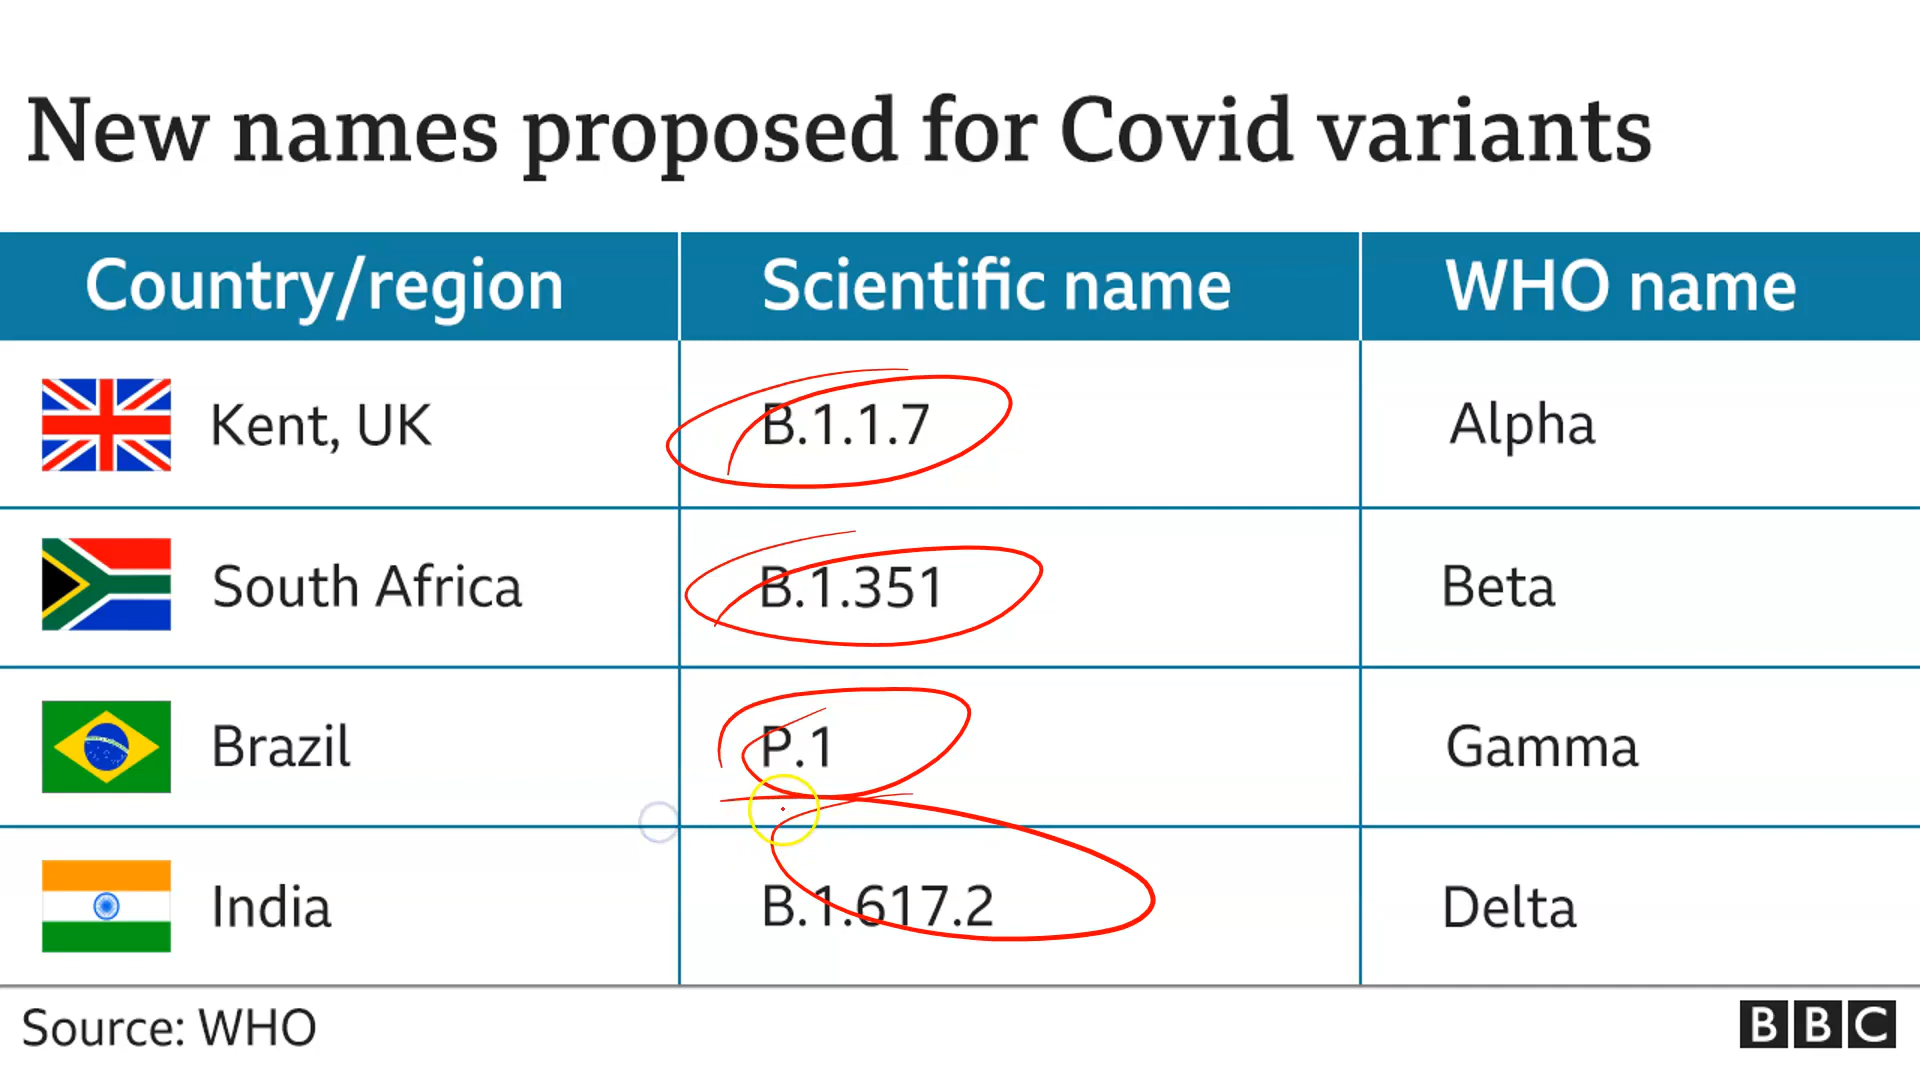 New names proposed for Covid variants
Country/region Scientific name WHO name
Kent, UK B.1.1.7 Alpha
South Africa B.1.351 Beta
Brazil P.1 Gamma
India B.1.617.2 Delta
Source: WHO BBC